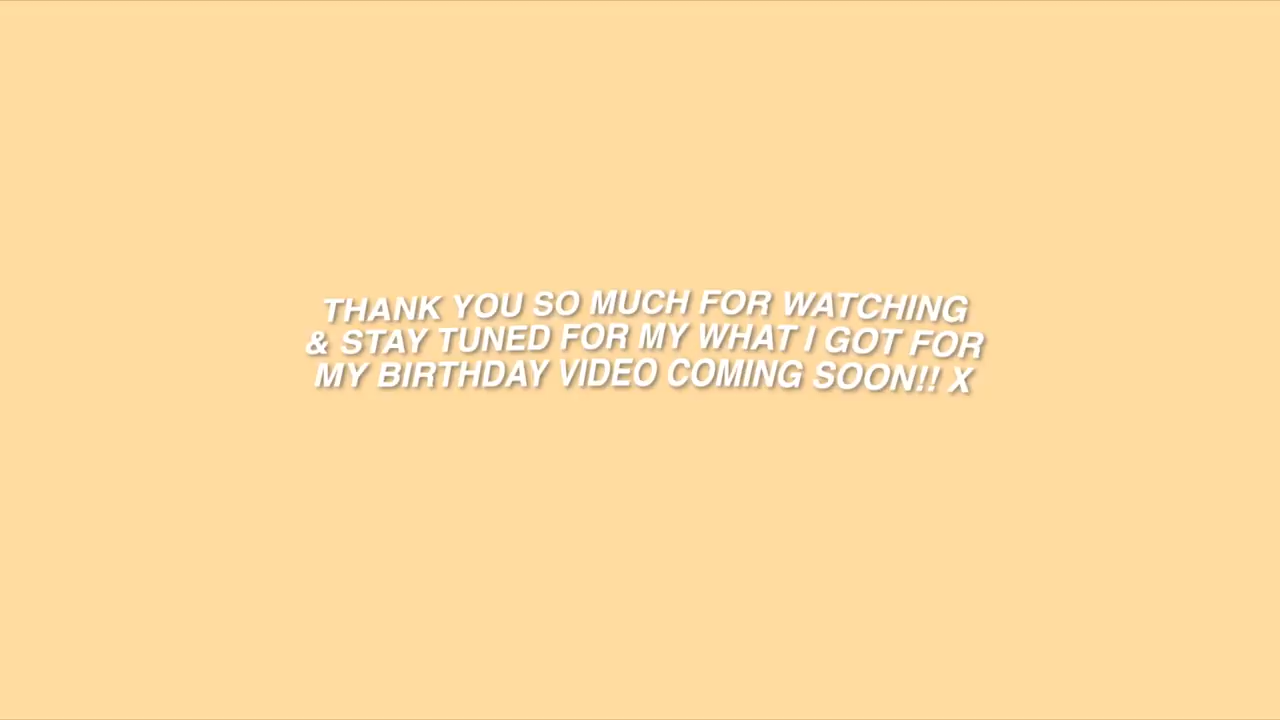 THANK YOU SO MUCH FOR WATCHING
& STAY TUNED FOR MY WHAT I GOT FOR
MY BIRTHDAY VIDEO COMING SOON!! X